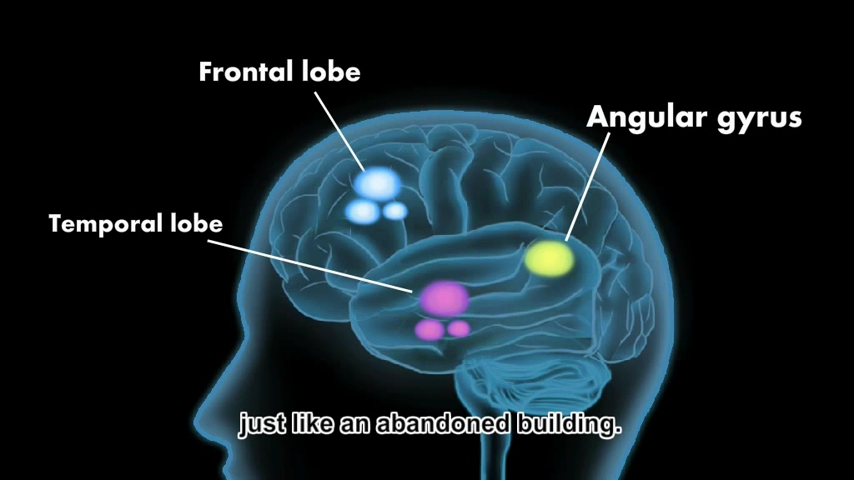 Frontal lobe
Angular gyrus
Temporal lobe
just like an abandoned building.